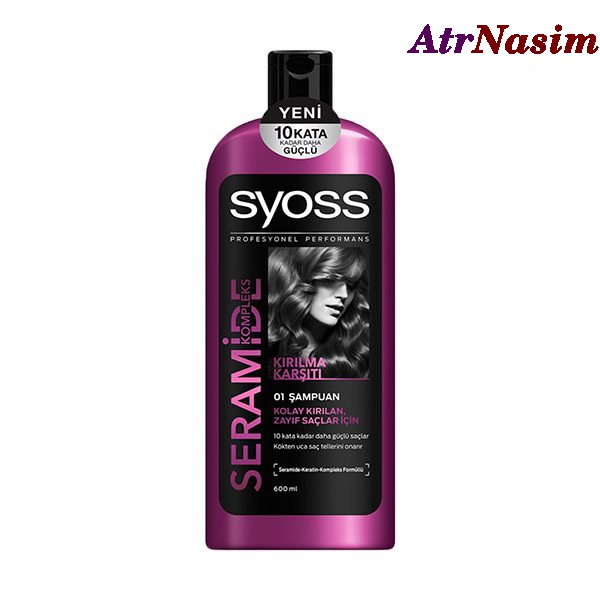 AtrNasim
YENİ
10 KATA
KADAR DAHA
GÜÇLÜ
SYOSS
PROFESYONEL PERFORMANS
SERAMİDE
KOMPLEKS
KIRILMA
KARŞITI
01 ŞAMPUAN
KOLAY KIRILAN,
ZAYIF SAÇLAR İÇİN
10 kata kadar daha güçlü saçlar
Kökten uca saç tellerini onarır
Seramide-Keratin-Kompleks Formüllü
600 ml